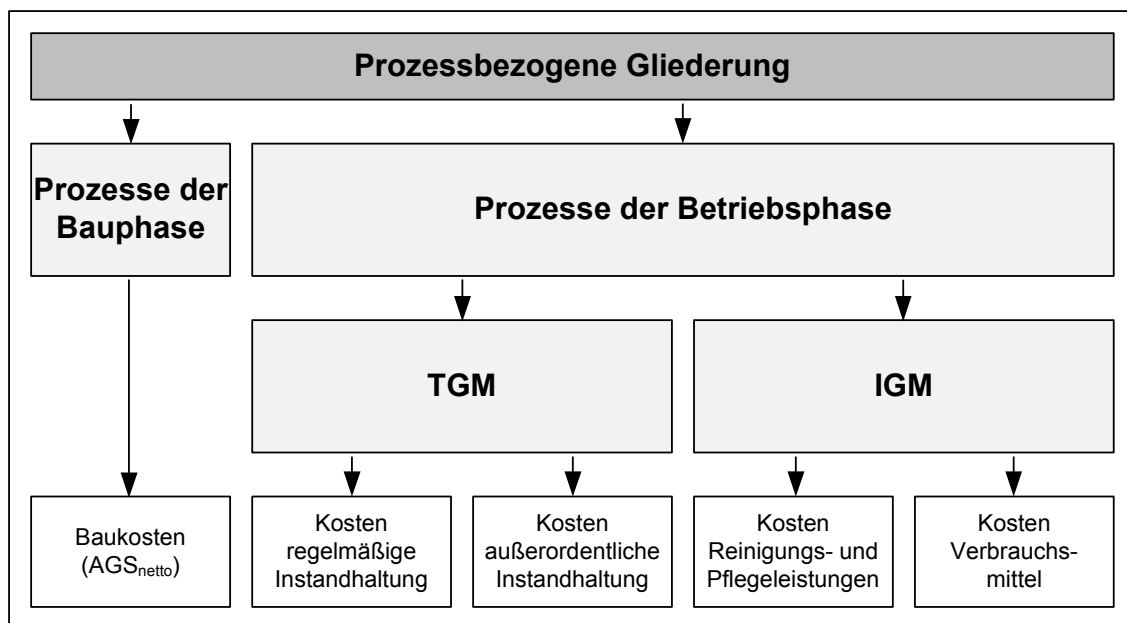 Prozessbezogene Gliederung
Prozesse der
Bauphase
Prozesse der Betriebsphase
TGM
IGM
Baukosten
(AGSnetto)
Kosten
regelmäßige
Instandhaltung
Kosten
außerordentliche
Instandhaltung
Kosten
Reinigungs- und
Pflegeleistungen
Kosten
Verbrauchs-
mittel